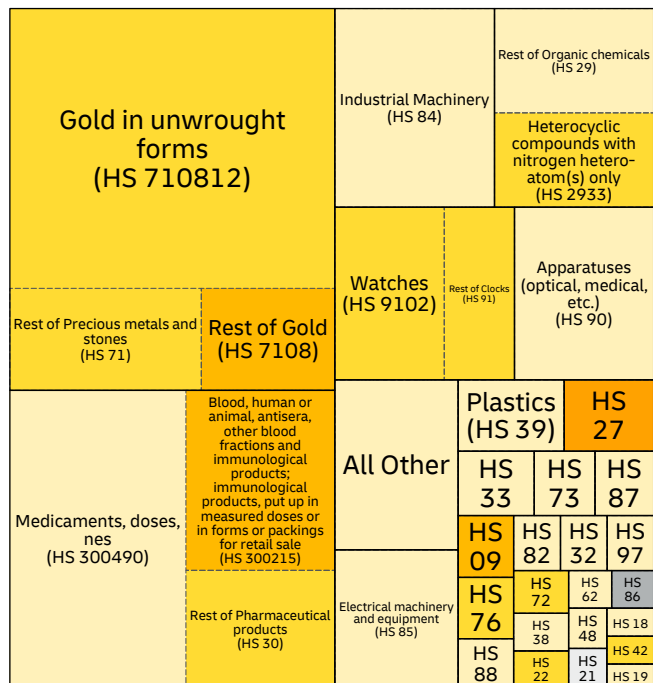 Gold in unwrought
forms
(HS 710812)
Rest of Precious metals and
stones
(HS 71)
Rest of Gold
(HS 7108)
Medicaments, doses,
nes
(HS 300490)
Blood, human or
animal, antisera,
other blood
fractions and
immunological
products;
immunological
products, put up in
measured doses or
in forms or packings
for retail sale
(HS 300215)
Rest of Pharmaceutical
products
(HS 30)
Industrial Machinery
(HS 84)
Rest of Organic chemicals
(HS 29)
Heterocyclic
compounds with
nitrogen hetero-
atom(s) only
(HS 2933)
Watches
(HS 9102)
Rest of Clocks
(HS 91)
Apparatuses
(optical, medical,
etc.)
(HS 90)
All Other
Electrical machinery
and equipment
(HS 85)
Plastics
(HS 39)
HS
27
HS
33
HS
73
HS
87
HS
09
HS
82
HS
32
HS
97
HS
76
HS
72
HS
62
HS
86
HS
38
HS
48
HS 18
HS 42
HS
88
HS
22
HS
21
HS 19